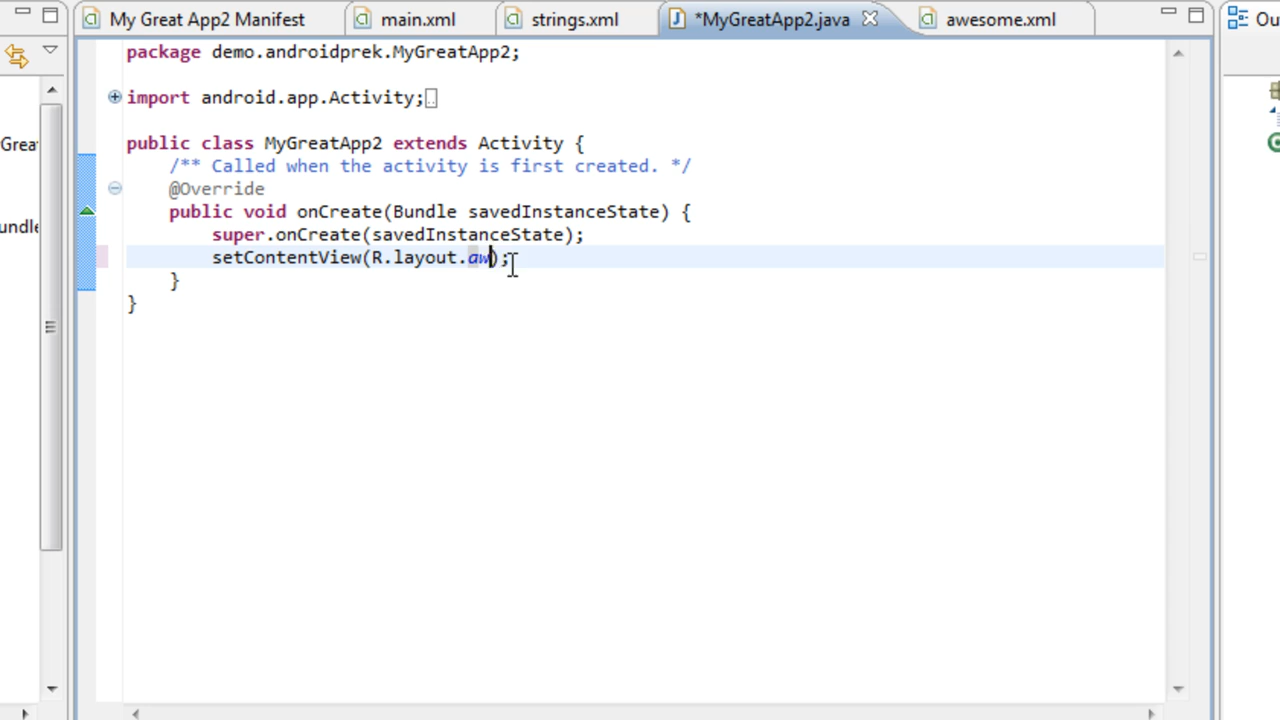 My Great App2 Manifest
main.xml
strings.xml
*MyGreatApp2.java
awesome.xml
package demo.androidprek.MyGreatApp2;
import android.app.Activity;
public class MyGreatApp2 extends Activity {
/** Called when the activity is first created. */
@Override
public void onCreate(Bundle savedInstanceState) {
super.onCreate(savedInstanceState);
setContentView(R.layout.aw);
}
}